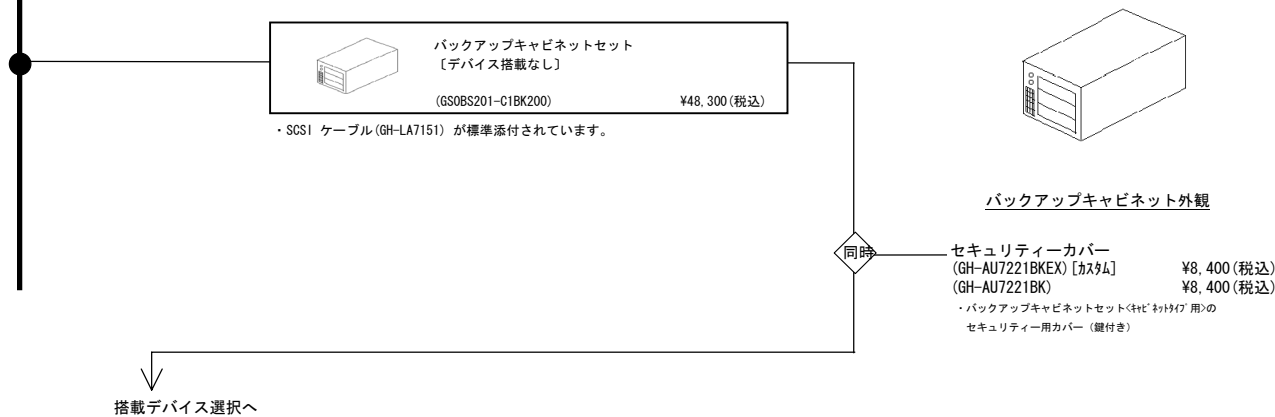 バックアップキャビネットセット
〔デバイス搭載なし〕
(GS0BS201-C1BK200) ¥48,300(税込)
・SCSI ケーブル(GH-LA7151) が標準添付されています。
バックアップキャビネット外観
同時
セキュリティーカバー
(GH-AU7221BKEX)[ｶｽﾀﾑ] ¥8,400(税込)
(GH-AU7221BK) ¥8,400(税込)
・バックアップキャビネットセット<ｷｬﾋﾞﾈｯﾄﾀｲﾌﾟ用>の
セキュリティー用カバー（鍵付き）
搭載デバイス選択へ